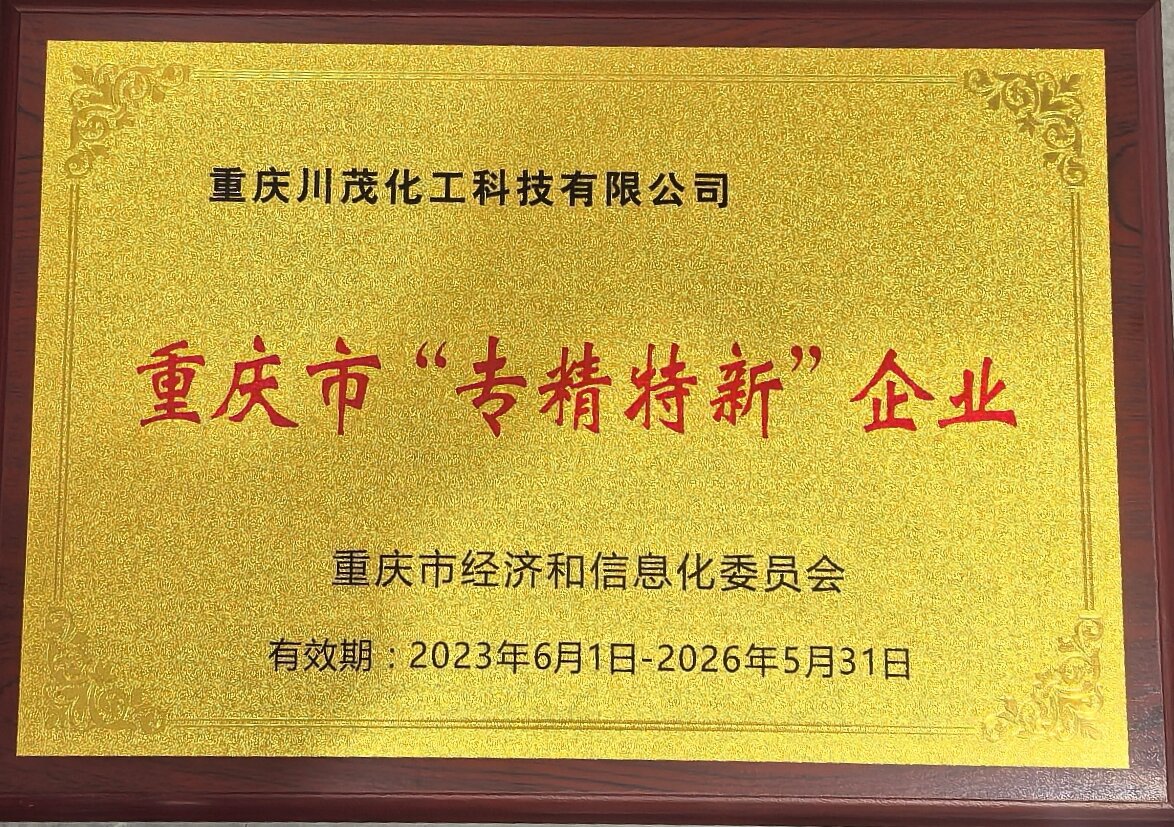 重庆川茂化工科技有限公司
重庆市“专精特新”企业
重庆市经济和信息化委员会
有效期：2023年6月1日-2026年5月31日